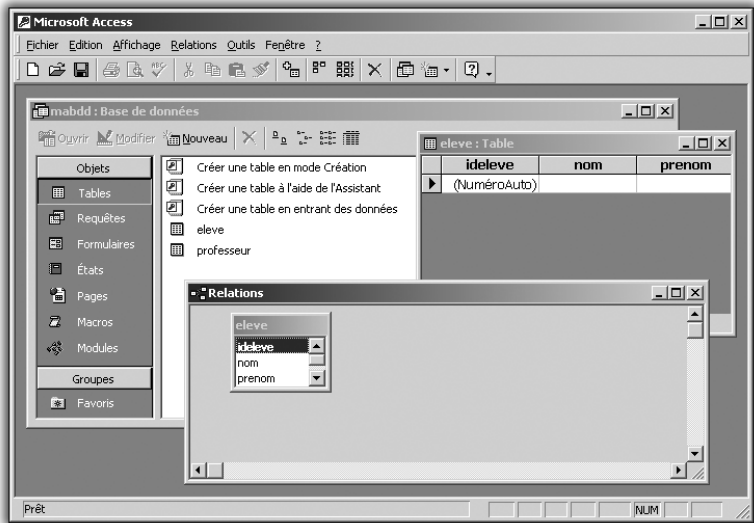 Microsoft Access
Fichier Edition Affichage Relations Outils Fenêtre ?
mabdd : Base de données
Ouvrir Modifier Nouveau
Objets
Tables
Requêtes
Formulaires
États
Pages
Macros
Modules
Groupes
Favoris
Créer une table en mode Création
Créer une table à l'aide de l'Assistant
Créer une table en entrant des données
eleve
professeur
eleve : Table
ideleve nom prenom
(NuméroAuto)
Relations
eleve
ideleve
nom
prenom
Prêt
NUM